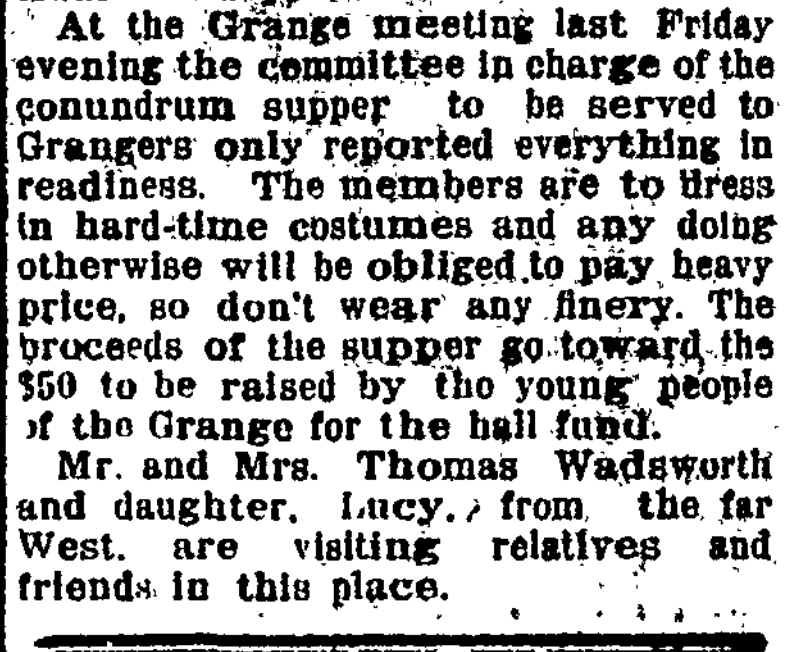 At the Grange meeting last Friday
evening the committee in charge of the
conundrum supper to be served to
Grangers only reported everything in
readiness. The members are to dress
in hard-time costumes and any doing
otherwise will be obliged to pay heavy
price, so don't wear any finery. The
proceeds of the supper go toward the
$50 to be raised by the young people
of the Grange for the hall fund.
Mr. and Mrs. Thomas Wadsworth
and daughter, Lucy, from the far
West, are visiting relatives and
friends in this place.